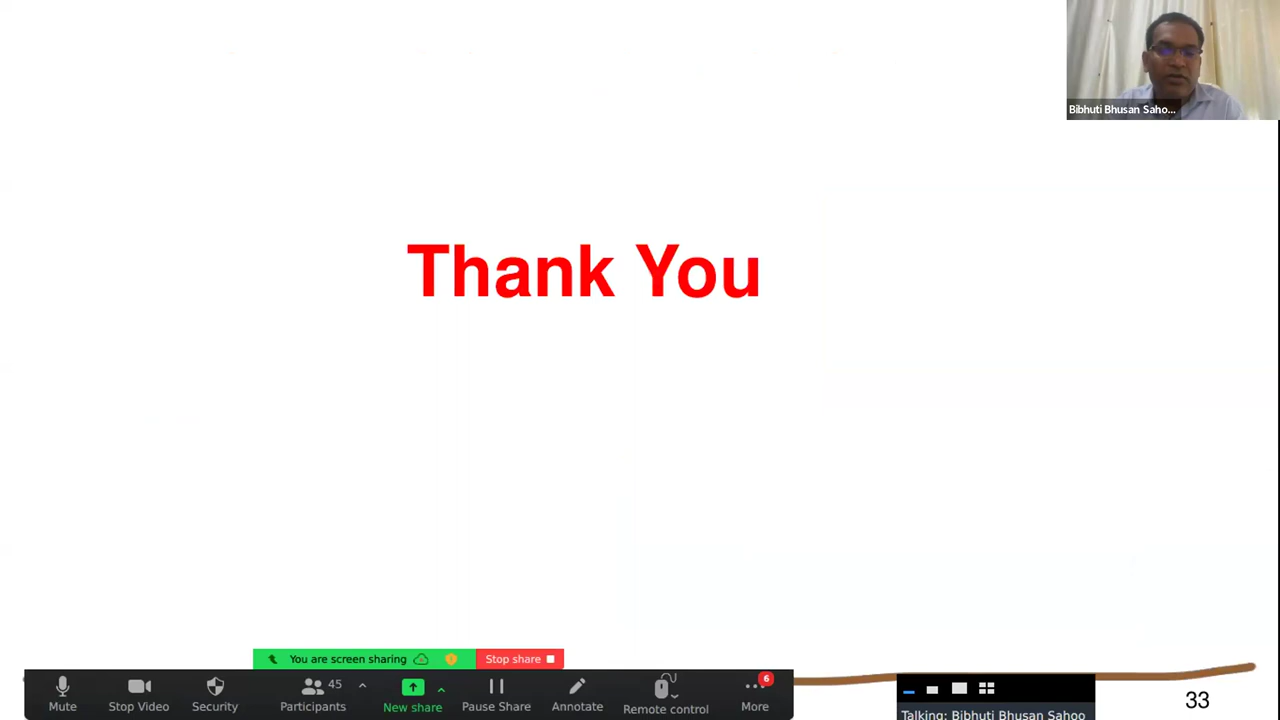 Bibhuti Bhusan Saho...
Thank You
You are screen sharing
Stop share
Mute
Stop Video
Security
Participants
45
New share
Pause Share
Annotate
Remote control
More
6
Talking: Bibhuti Bhusan Sahoo
33